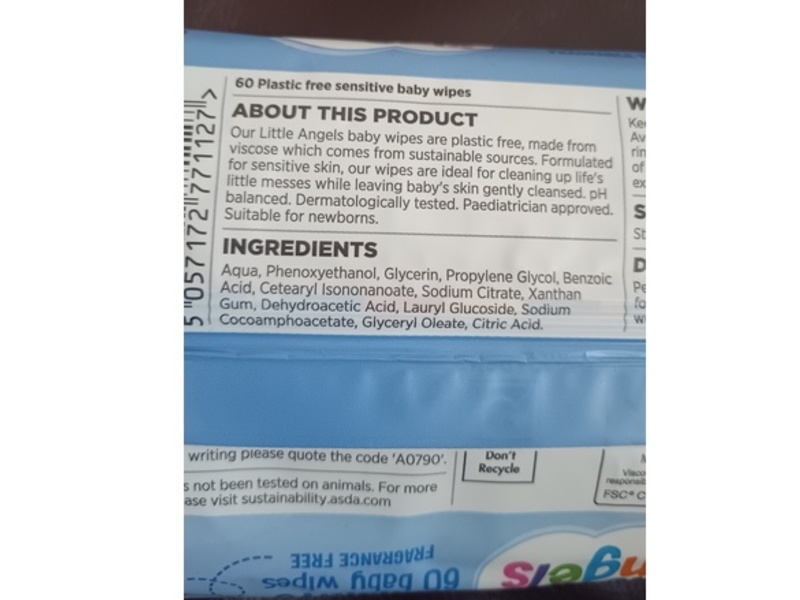 60 Plastic free sensitive baby wipes
ABOUT THIS PRODUCT
Our Little Angels baby wipes are plastic free, made from
viscose which comes from sustainable sources. Formulated
for sensitive skin, our wipes are ideal for cleaning up life's
little messes while leaving baby's skin gently cleansed. pH
balanced. Dermatologically tested. Paediatrician approved.
Suitable for newborns.
INGREDIENTS
Aqua, Phenoxyethanol, Glycerin, Propylene Glycol, Benzoic
Acid, Cetearyl Isononanoate, Sodium Citrate, Xanthan
Gum, Dehydroacetic Acid, Lauryl Glucoside, Sodium
Cocoamphoacetate, Glyceryl Oleate, Citric Acid.
5 057172 771127 >
writing please quote the code 'A0790'.
s not been tested on animals. For more
ase visit sustainability.asda.com
Don't
Recycle
FSC® C
60 baby wipes
FRAGRANCE FREE
ngels